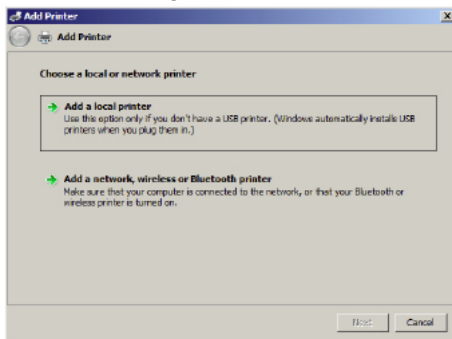 Add Printer
Add Printer
Choose a local or network printer
Add a local printer
Use this option only if you don't have a USB printer. (Windows automatically installs USB
printers when you plug them in.)
Add a network, wireless or Bluetooth printer
Make sure that your computer is connected to the network, or that your Bluetooth or
wireless printer is turned on.
Next
Cancel